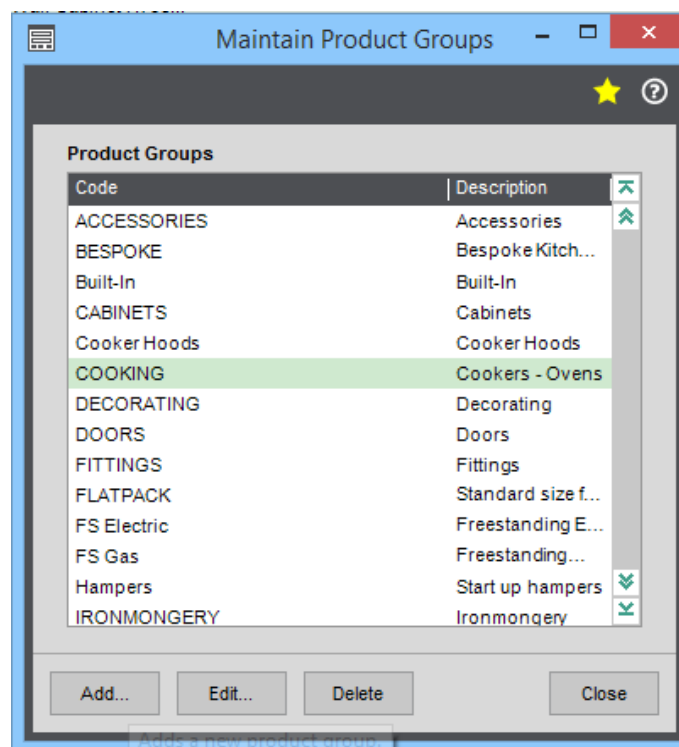 Maintain Product Groups
Product Groups
Code Description
ACCESSORIES Accessories
BESPOKE Bespoke Kitch...
Built-In Built-In
CABINETS Cabinets
Cooker Hoods Cooker Hoods
COOKING Cookers - Ovens
DECORATING Decorating
DOORS Doors
FITTINGS Fittings
FLATPACK Standard size f...
FS Electric Freestanding E...
FS Gas Freestanding...
Hampers Start up hampers
IRONMONGERY Ironmongery
Add... Edit... Delete Close
Adds a new product group.